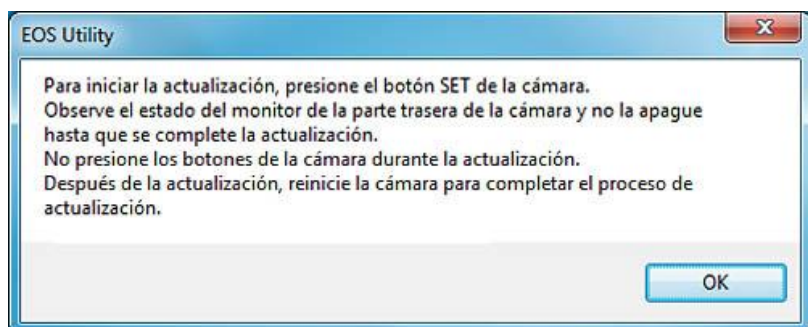 EOS Utility
Para iniciar la actualización, presione el botón SET de la cámara.
Observe el estado del monitor de la parte trasera de la cámara y no la apague
hasta que se complete la actualización.
No presione los botones de la cámara durante la actualización.
Después de la actualización, reinicie la cámara para completar el proceso de
actualización.
OK